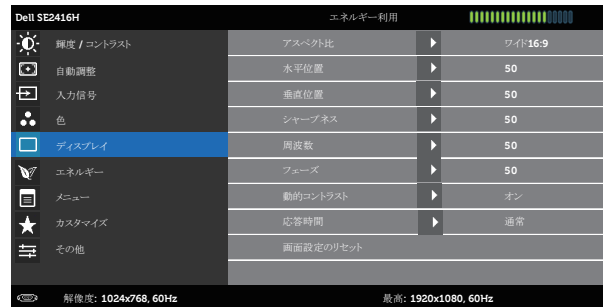 Dell SE2416H エネルギー利用
輝度 / コントラスト アスペクト比 ワイド16:9
自動調整 水平位置 50
入力信号 垂直位置 50
色 シャープネス 50
ディスプレイ 周波数 50
エネルギー フェーズ 50
メニュー 動的コントラスト オン
カスタマイズ 応答時間 通常
その他 画面設定のリセット
解像度: 1024x768, 60Hz 最高: 1920x1080, 60Hz